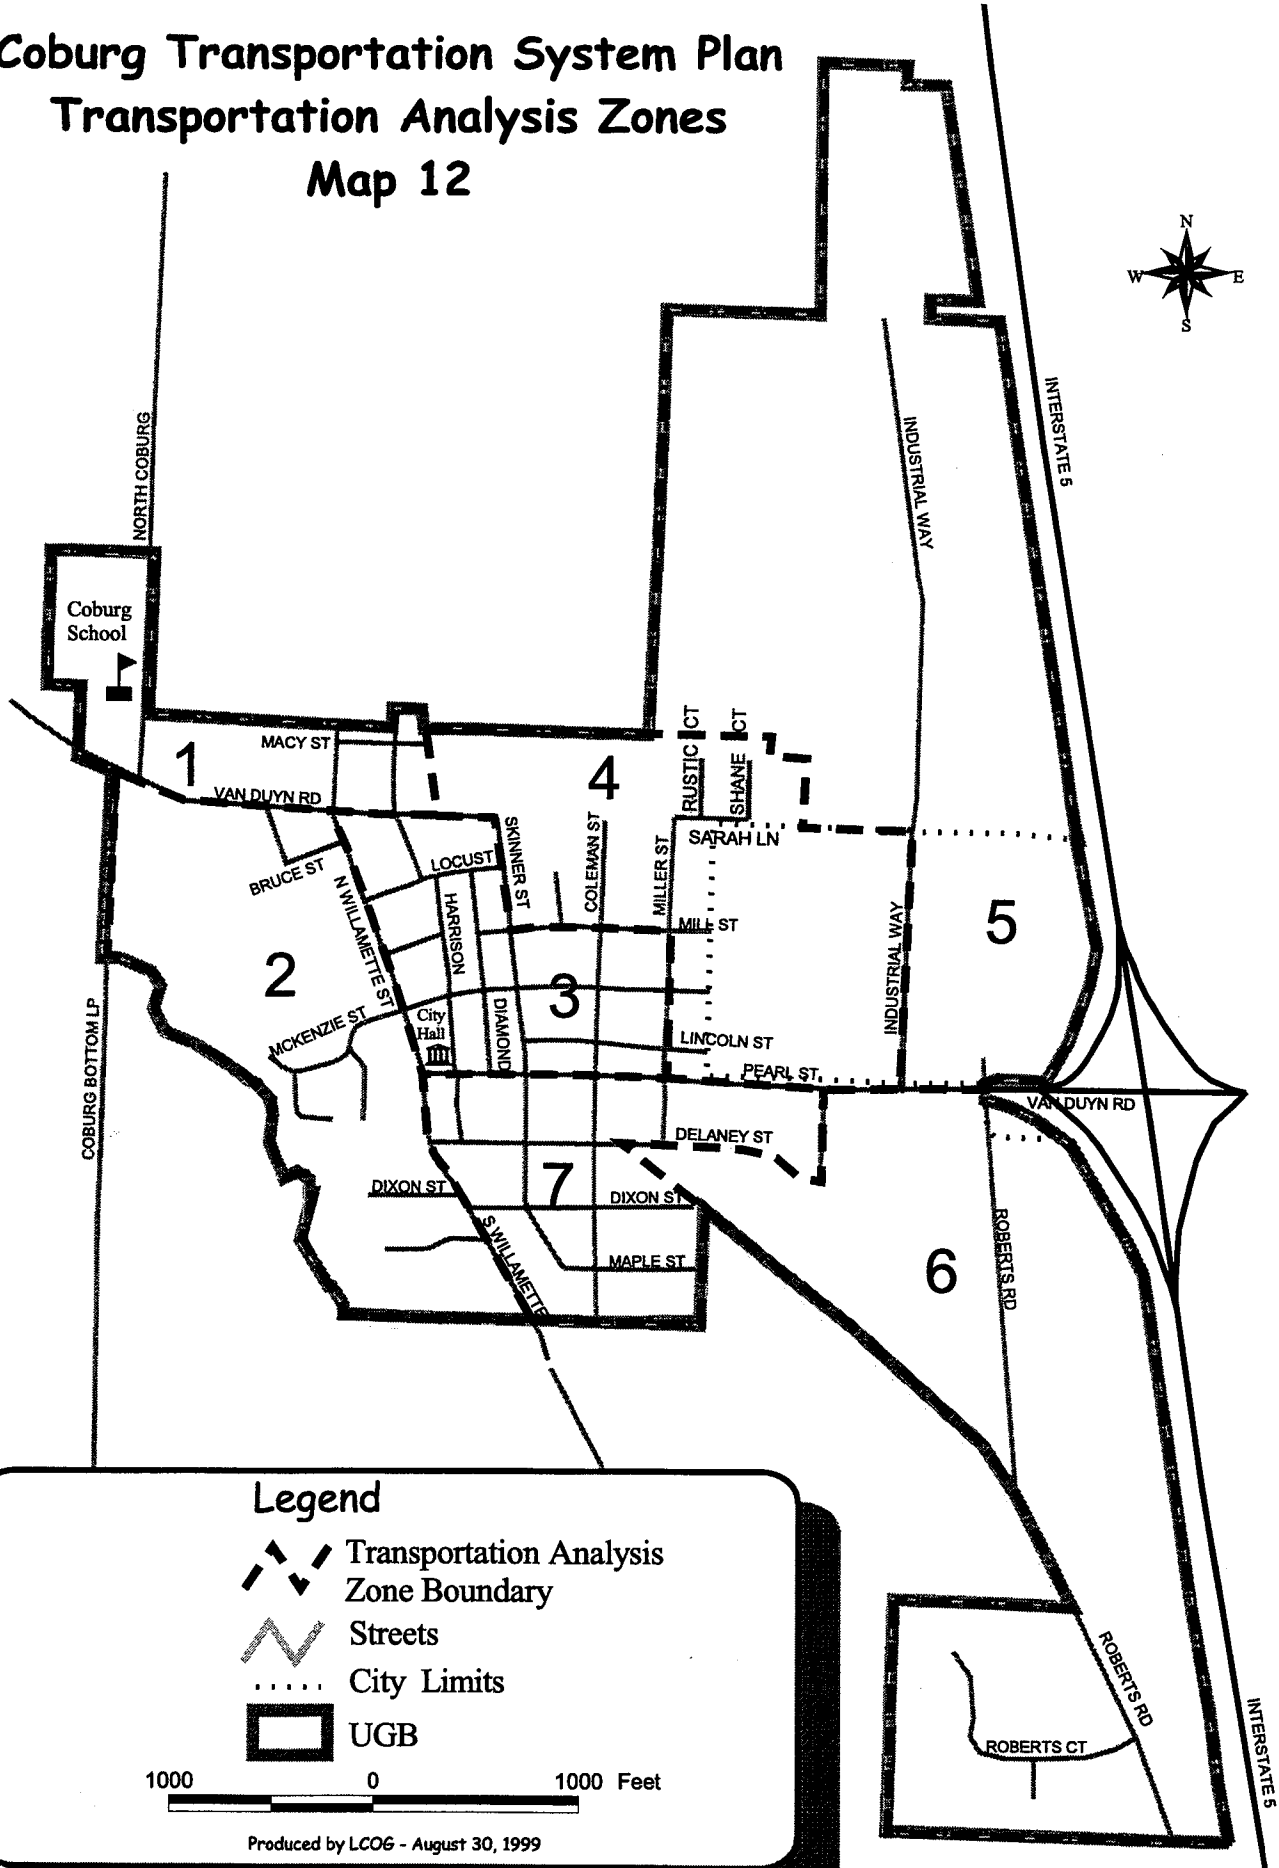 Coburg Transportation System Plan
Transportation Analysis Zones
Map 12
N
W
E
S
INTERSTATE 5
INDUSTRIAL WAY
NORTH COBURG
Coburg
School
1
MACY ST
VAN DUYN RD
4
RUSTIC CT
SHANE CT
SARAH LN
BRUCE ST
LOCUST
SKINNER ST
COLEMAN ST
MILLER ST
MILL ST
N WILLAMETTE ST
HARRISON
2
3
5
INDUSTRIAL WAY
COBURG BOTTOM LP
MCKENZIE ST
City
Hall
DIAMOND
LINCOLN ST
PEARL ST
VAN DUYN RD
DELANEY ST
7
DIXON ST
DIXON ST
S WILLAMETTE
MAPLE ST
6
ROBERTS RD
ROBERTS RD
ROBERTS CT
INTERSTATE 5
Legend
Transportation Analysis
Zone Boundary
Streets
City Limits
UGB
1000 0 1000 Feet
Produced by LCOG - August 30, 1999